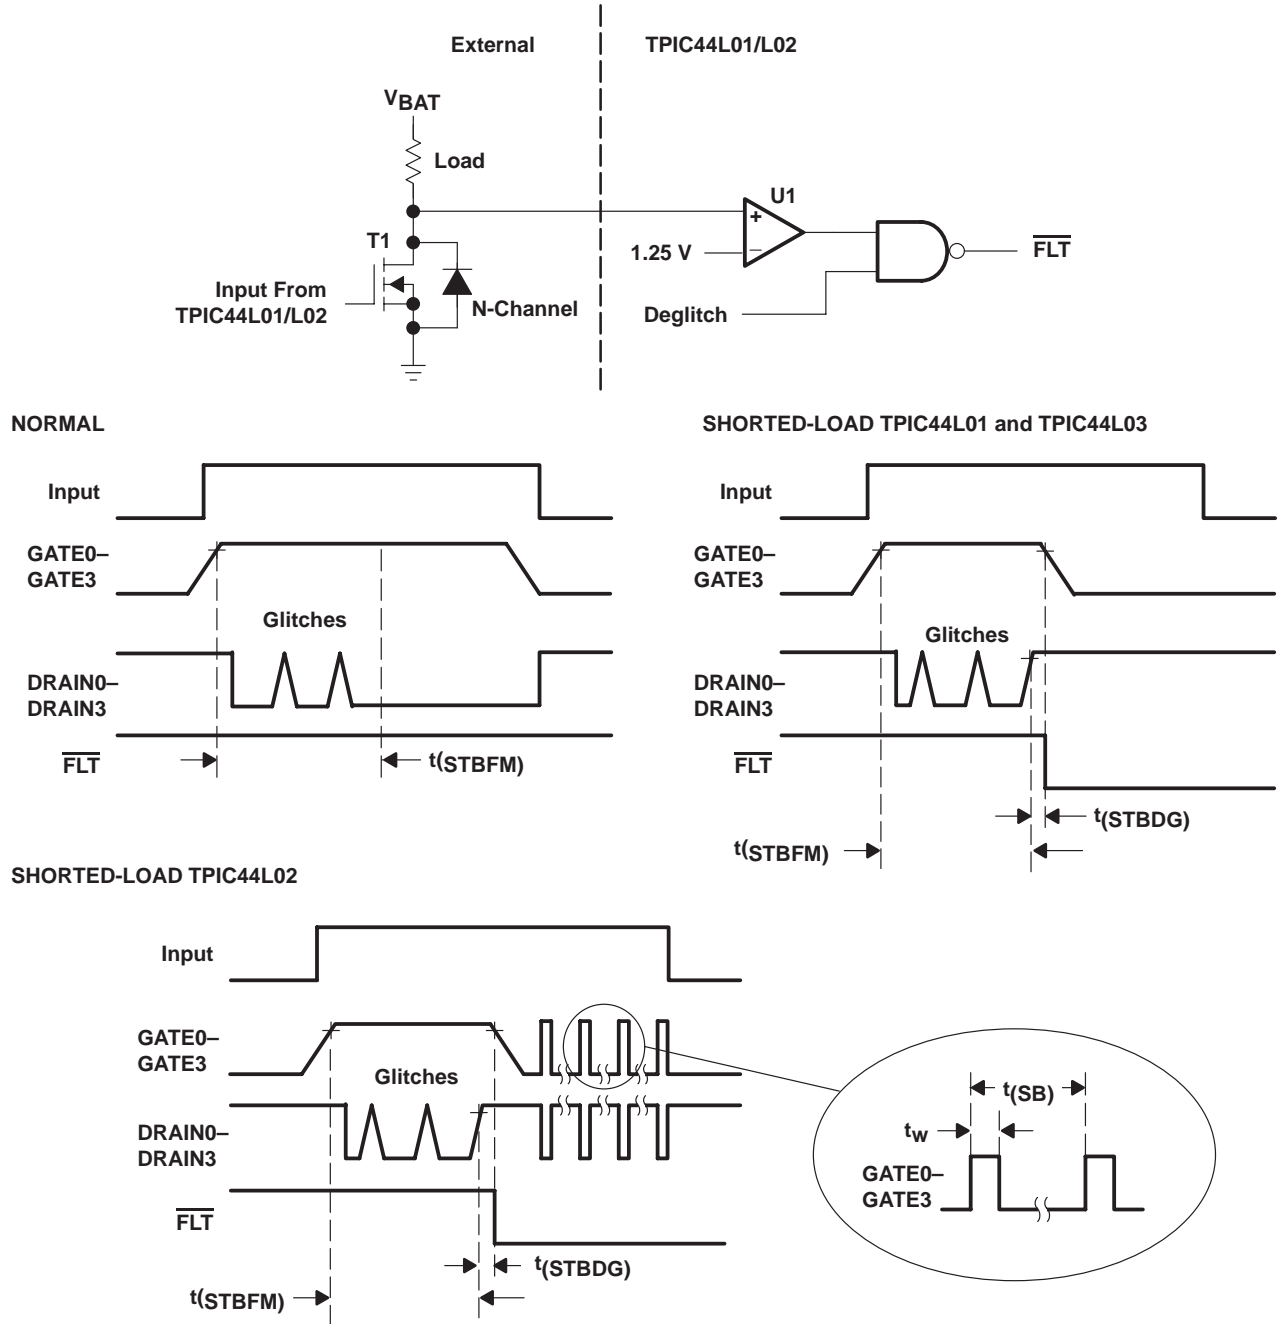 External
TPIC44L01/L02
VBAT
Load
U1
+
−
T1
1.25 V
FLT
Input From
TPIC44L01/L02
N-Channel
Deglitch
NORMAL
Input
GATE0–
GATE3
Glitches
DRAIN0–
DRAIN3
FLT
t(STBFM)
SHORTED-LOAD TPIC44L01 and TPIC44L03
Input
GATE0–
GATE3
Glitches
DRAIN0–
DRAIN3
FLT
t(STBDG)
t(STBFM)
SHORTED-LOAD TPIC44L02
Input
GATE0–
GATE3
Glitches
DRAIN0–
DRAIN3
FLT
t(STBDG)
t(STBFM)
t(SB)
tw
GATE0–
GATE3